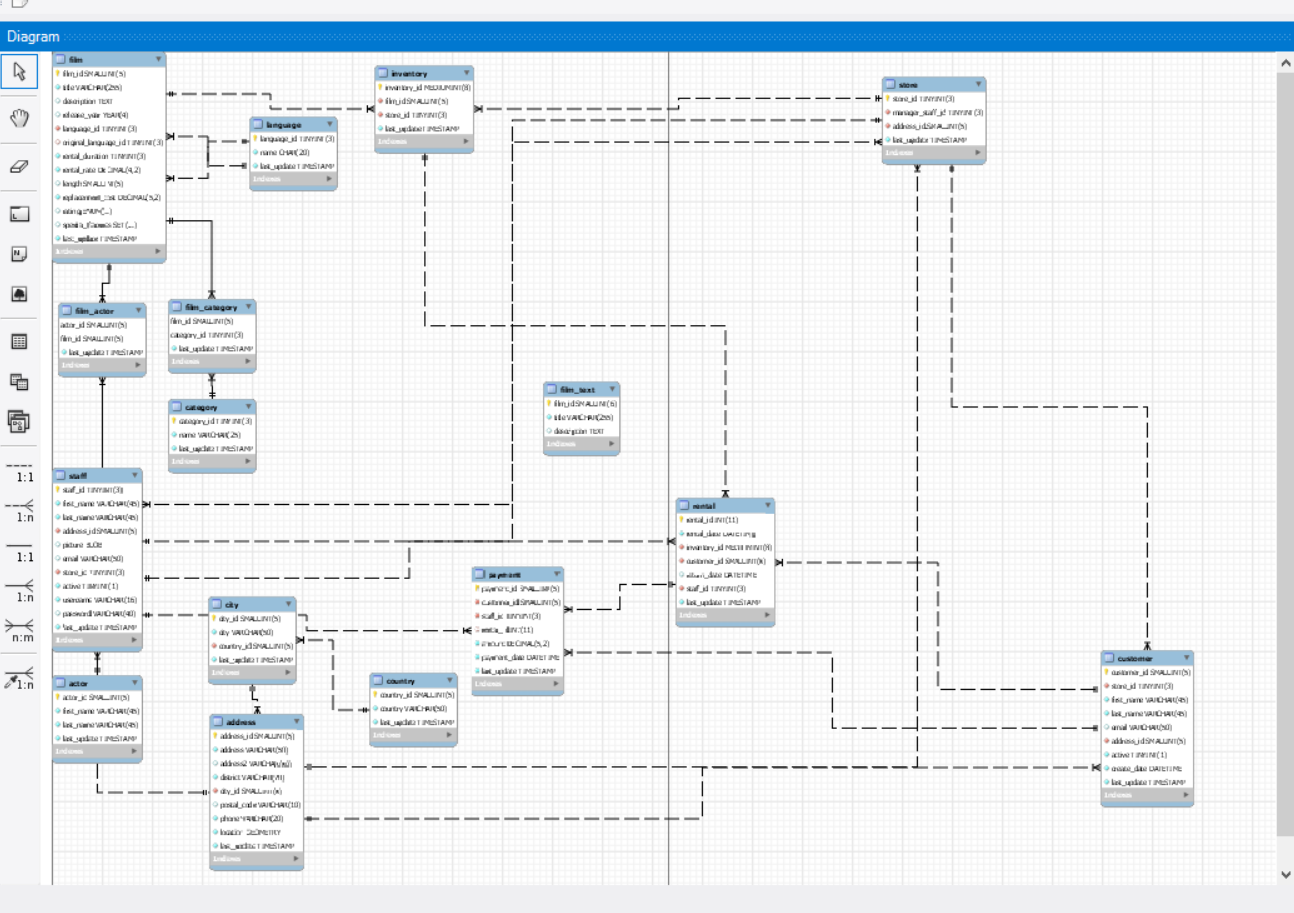 Diagram
film
film_id SMALLINT(5)
title VARCHAR(255)
description TEXT
release_year YEAR(4)
language_id TINYINT(3)
original_language_id TINYINT(3)
rental_duration TINYINT(3)
rental_rate DECIMAL(4,2)
length SMALLINT(5)
replacement_cost DECIMAL(5,2)
rating ENUM(...)
special_features SET(...)
last_update TIMESTAMP
Indexes
language
language_id TINYINT(3)
name CHAR(20)
last_update TIMESTAMP
Indexes
inventory
inventory_id MEDIUMINT(8)
film_id SMALLINT(5)
store_id TINYINT(3)
last_update TIMESTAMP
Indexes
store
store_id TINYINT(3)
manager_staff_id TINYINT(3)
address_id SMALLINT(5)
last_update TIMESTAMP
Indexes
film_actor
actor_id SMALLINT(5)
film_id SMALLINT(5)
last_update TIMESTAMP
Indexes
film_category
film_id SMALLINT(5)
category_id TINYINT(3)
last_update TIMESTAMP
Indexes
category
category_id TINYINT(3)
name VARCHAR(25)
last_update TIMESTAMP
Indexes
film_text
film_id SMALLINT(6)
title VARCHAR(255)
description TEXT
Indexes
staff
staff_id TINYINT(3)
first_name VARCHAR(45)
last_name VARCHAR(45)
address_id SMALLINT(5)
picture BLOB
email VARCHAR(50)
store_id TINYINT(3)
active TINYINT(1)
username VARCHAR(16)
password VARCHAR(40)
last_update TIMESTAMP
Indexes
rental
rental_id INT(11)
rental_date DATETIME
inventory_id MEDIUMINT(8)
customer_id SMALLINT(5)
return_date DATETIME
staff_id TINYINT(3)
last_update TIMESTAMP
Indexes
payment
payment_id SMALLINT(5)
customer_id SMALLINT(5)
staff_id TINYINT(3)
rental_id INT(11)
amount DECIMAL(5,2)
payment_date DATETIME
last_update TIMESTAMP
Indexes
city
city_id SMALLINT(5)
city VARCHAR(50)
country_id SMALLINT(5)
last_update TIMESTAMP
Indexes
country
country_id SMALLINT(5)
country VARCHAR(50)
last_update TIMESTAMP
Indexes
actor
actor_id SMALLINT(5)
first_name VARCHAR(45)
last_name VARCHAR(45)
last_update TIMESTAMP
Indexes
address
address_id SMALLINT(5)
address VARCHAR(50)
address2 VARCHAR(50)
district VARCHAR(20)
city_id SMALLINT(5)
postal_code VARCHAR(10)
phone VARCHAR(20)
location GEOMETRY
last_update TIMESTAMP
Indexes
customer
customer_id SMALLINT(5)
store_id TINYINT(3)
first_name VARCHAR(45)
last_name VARCHAR(45)
email VARCHAR(50)
address_id SMALLINT(5)
active TINYINT(1)
create_date DATETIME
last_update TIMESTAMP
Indexes
1:1
1:n
1:1
1:n
n:m
1:n